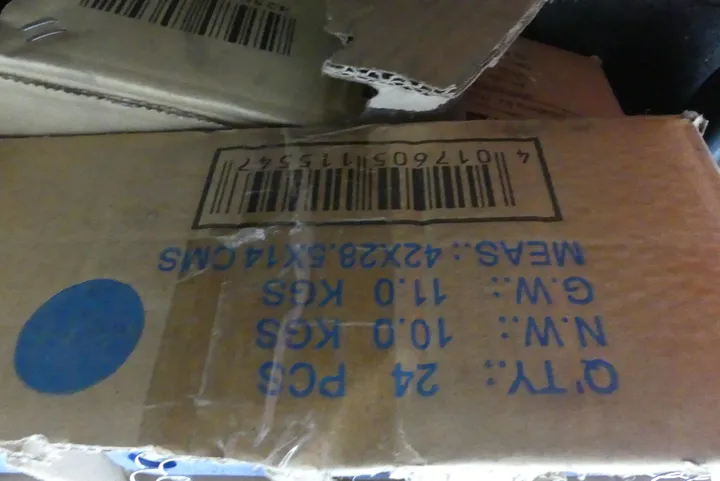 Q'TY.: 24 PCS
N.W.: 10.0 KGS
G.W.: 11.0 KGS
MEAS.: 42X28.5X14CMS
4 017605 115547